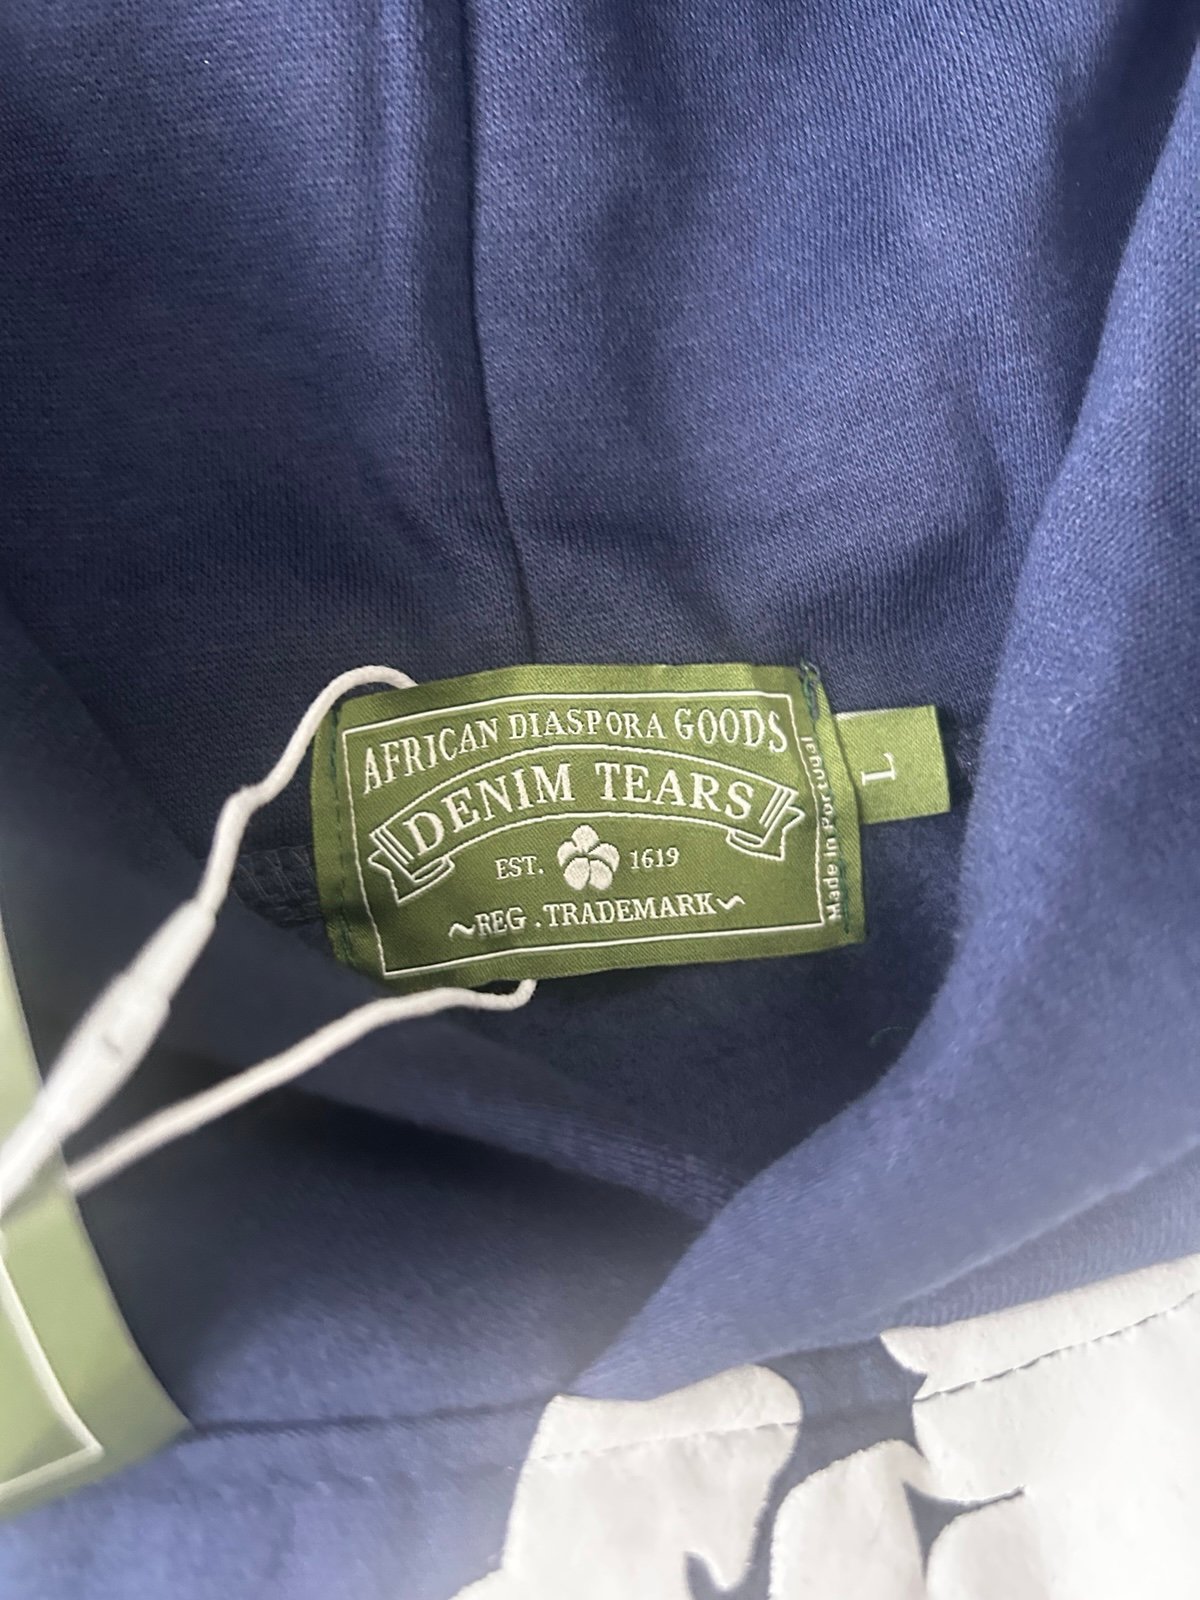 AFRICAN DIASPORA GOODS
DENIM TEARS
EST. 1619
~REG . TRADEMARK~
Made in Portugal
L